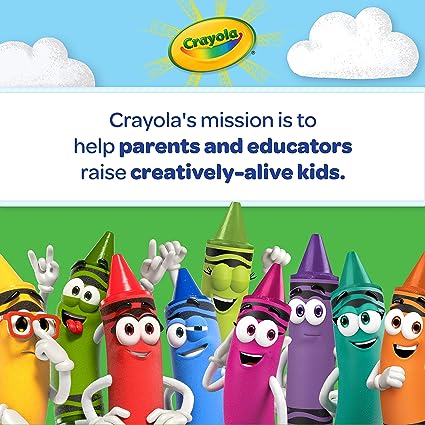 Crayola
Crayola's mission is to
help parents and educators
raise creatively-alive kids.